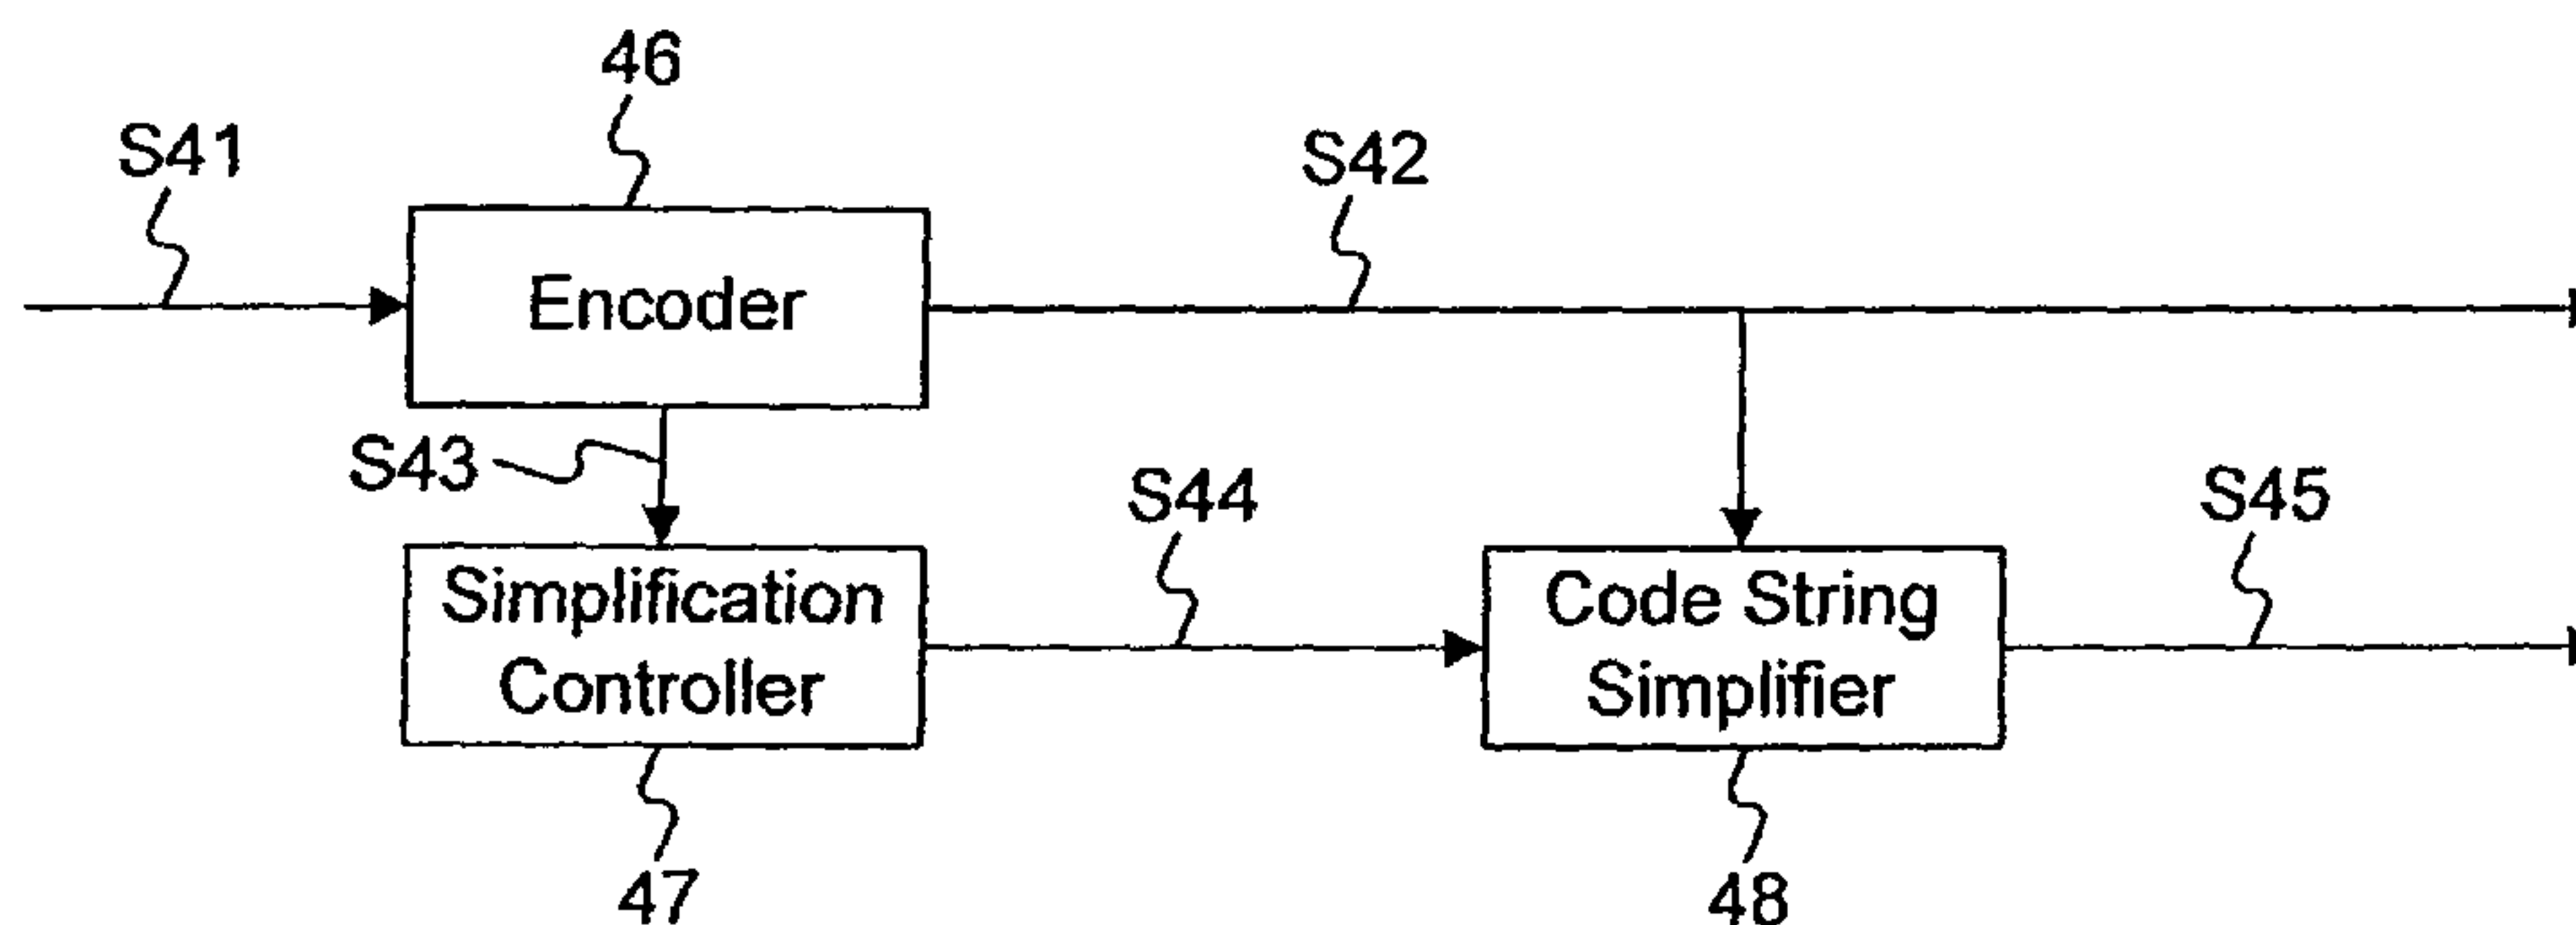 46
S41
S42
Encoder
S43
S44
S45
Simplification
Controller
Code String
Simplifier
47
48